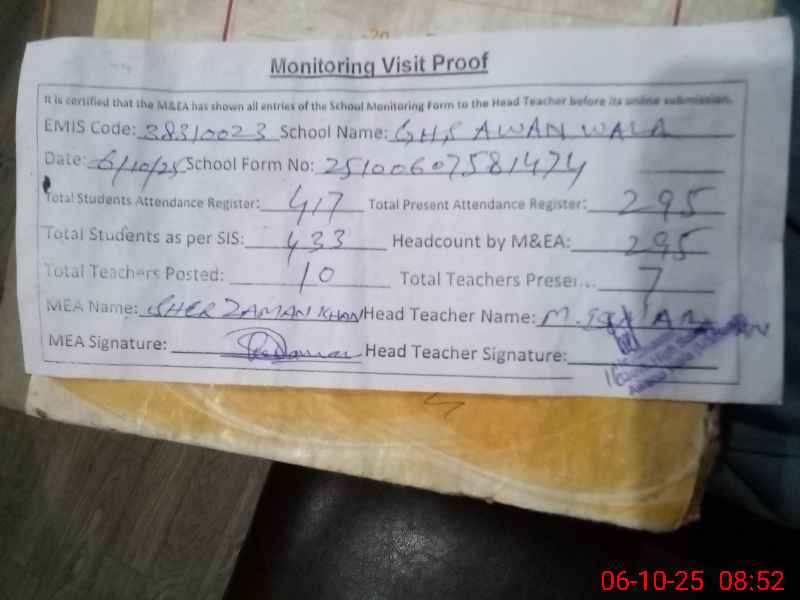 Monitoring Visit Proof
It is certified that the M&EA has shown all entries of the School Monitoring Form to the Head Teacher before its online submission.
EMIS Code: 38310023 School Name: GHS AWAN WALA
Date: 6/10/25 School Form No: 25100607581474
Total Students Attendance Register: 417 Total Present Attendance Register: 295
Total Students as per SIS: 433 Headcount by M&EA: 295
Total Teachers Posted: 10 Total Teachers Presen... 7
MEA Name: SHER ZAMAN KHAN Head Teacher Name: M.
MEA Signature: Head Teacher Signature:
06-10-25 08:52